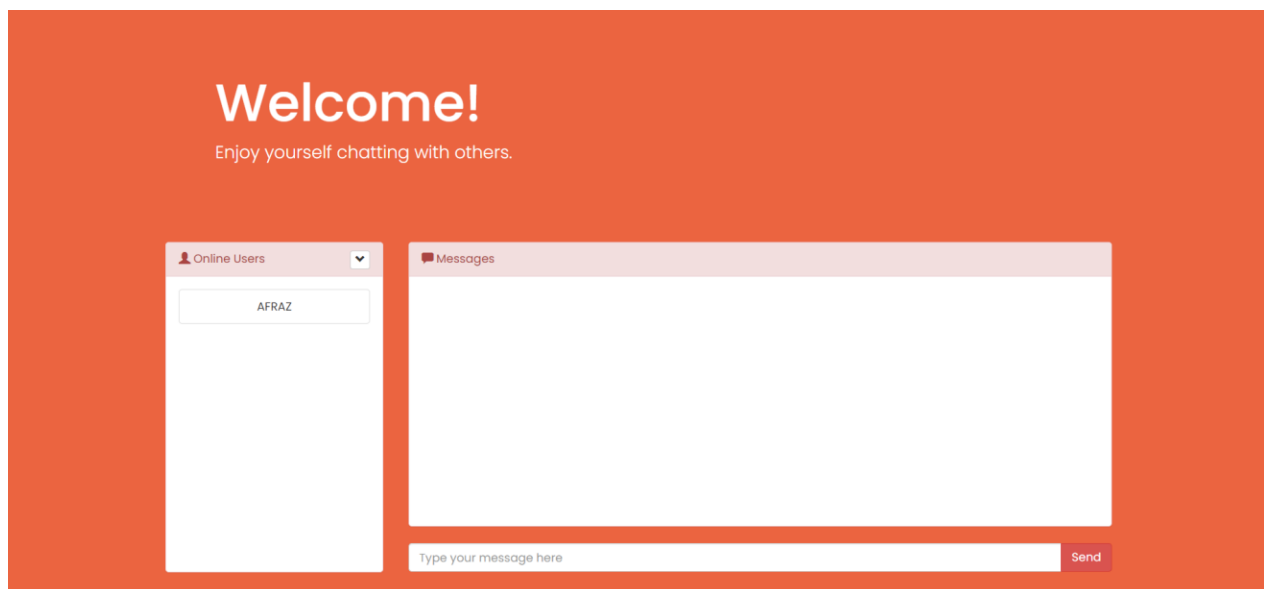 Welcome!
Enjoy yourself chatting with others.
Online Users
AFRAZ
Messages
Type your message here
Send